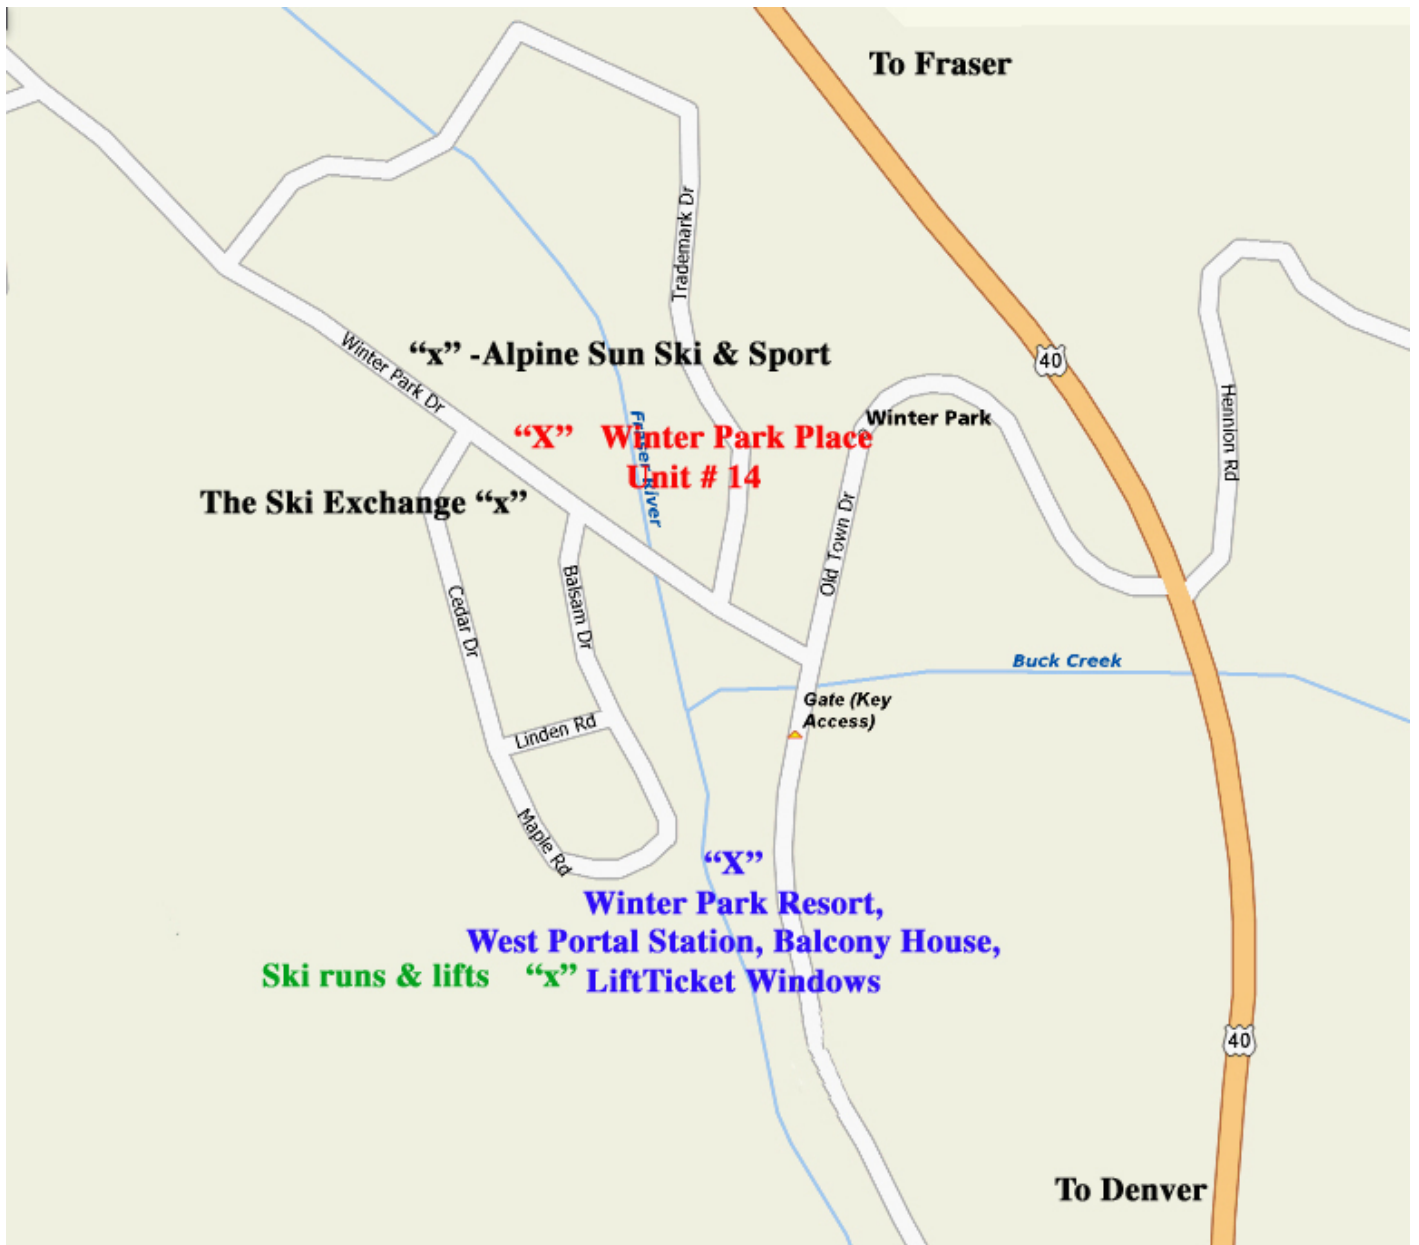 To Fraser
Trademark Dr
Winter Park Dr
“x” -Alpine Sun Ski & Sport
40
Winter Park
Hennion Rd
Fraser River
“X” Winter Park Place
Unit # 14
The Ski Exchange “x”
Old Town Dr
Cedar Dr
Balsam Dr
Buck Creek
Gate (Key
Access)
Linden Rd
Maple Rd
“X”
Winter Park Resort,
West Portal Station, Balcony House,
Ski runs & lifts “x”
LiftTicket Windows
40
To Denver